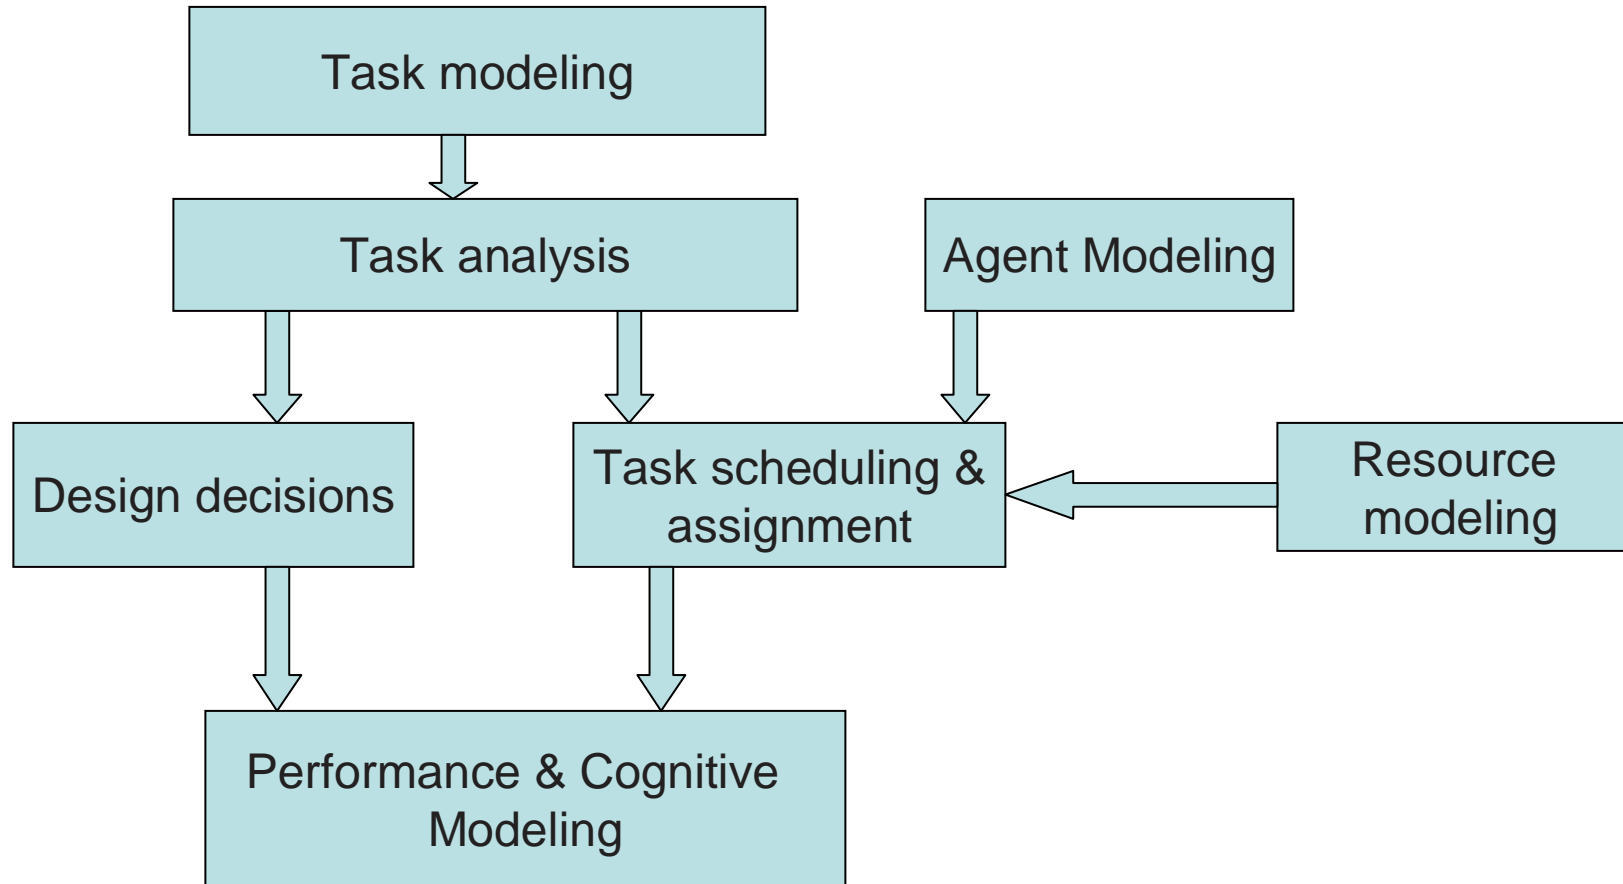 Task modeling
Task analysis
Agent Modeling
Design decisions
Task scheduling &
assignment
Resource
modeling
Performance & Cognitive
Modeling